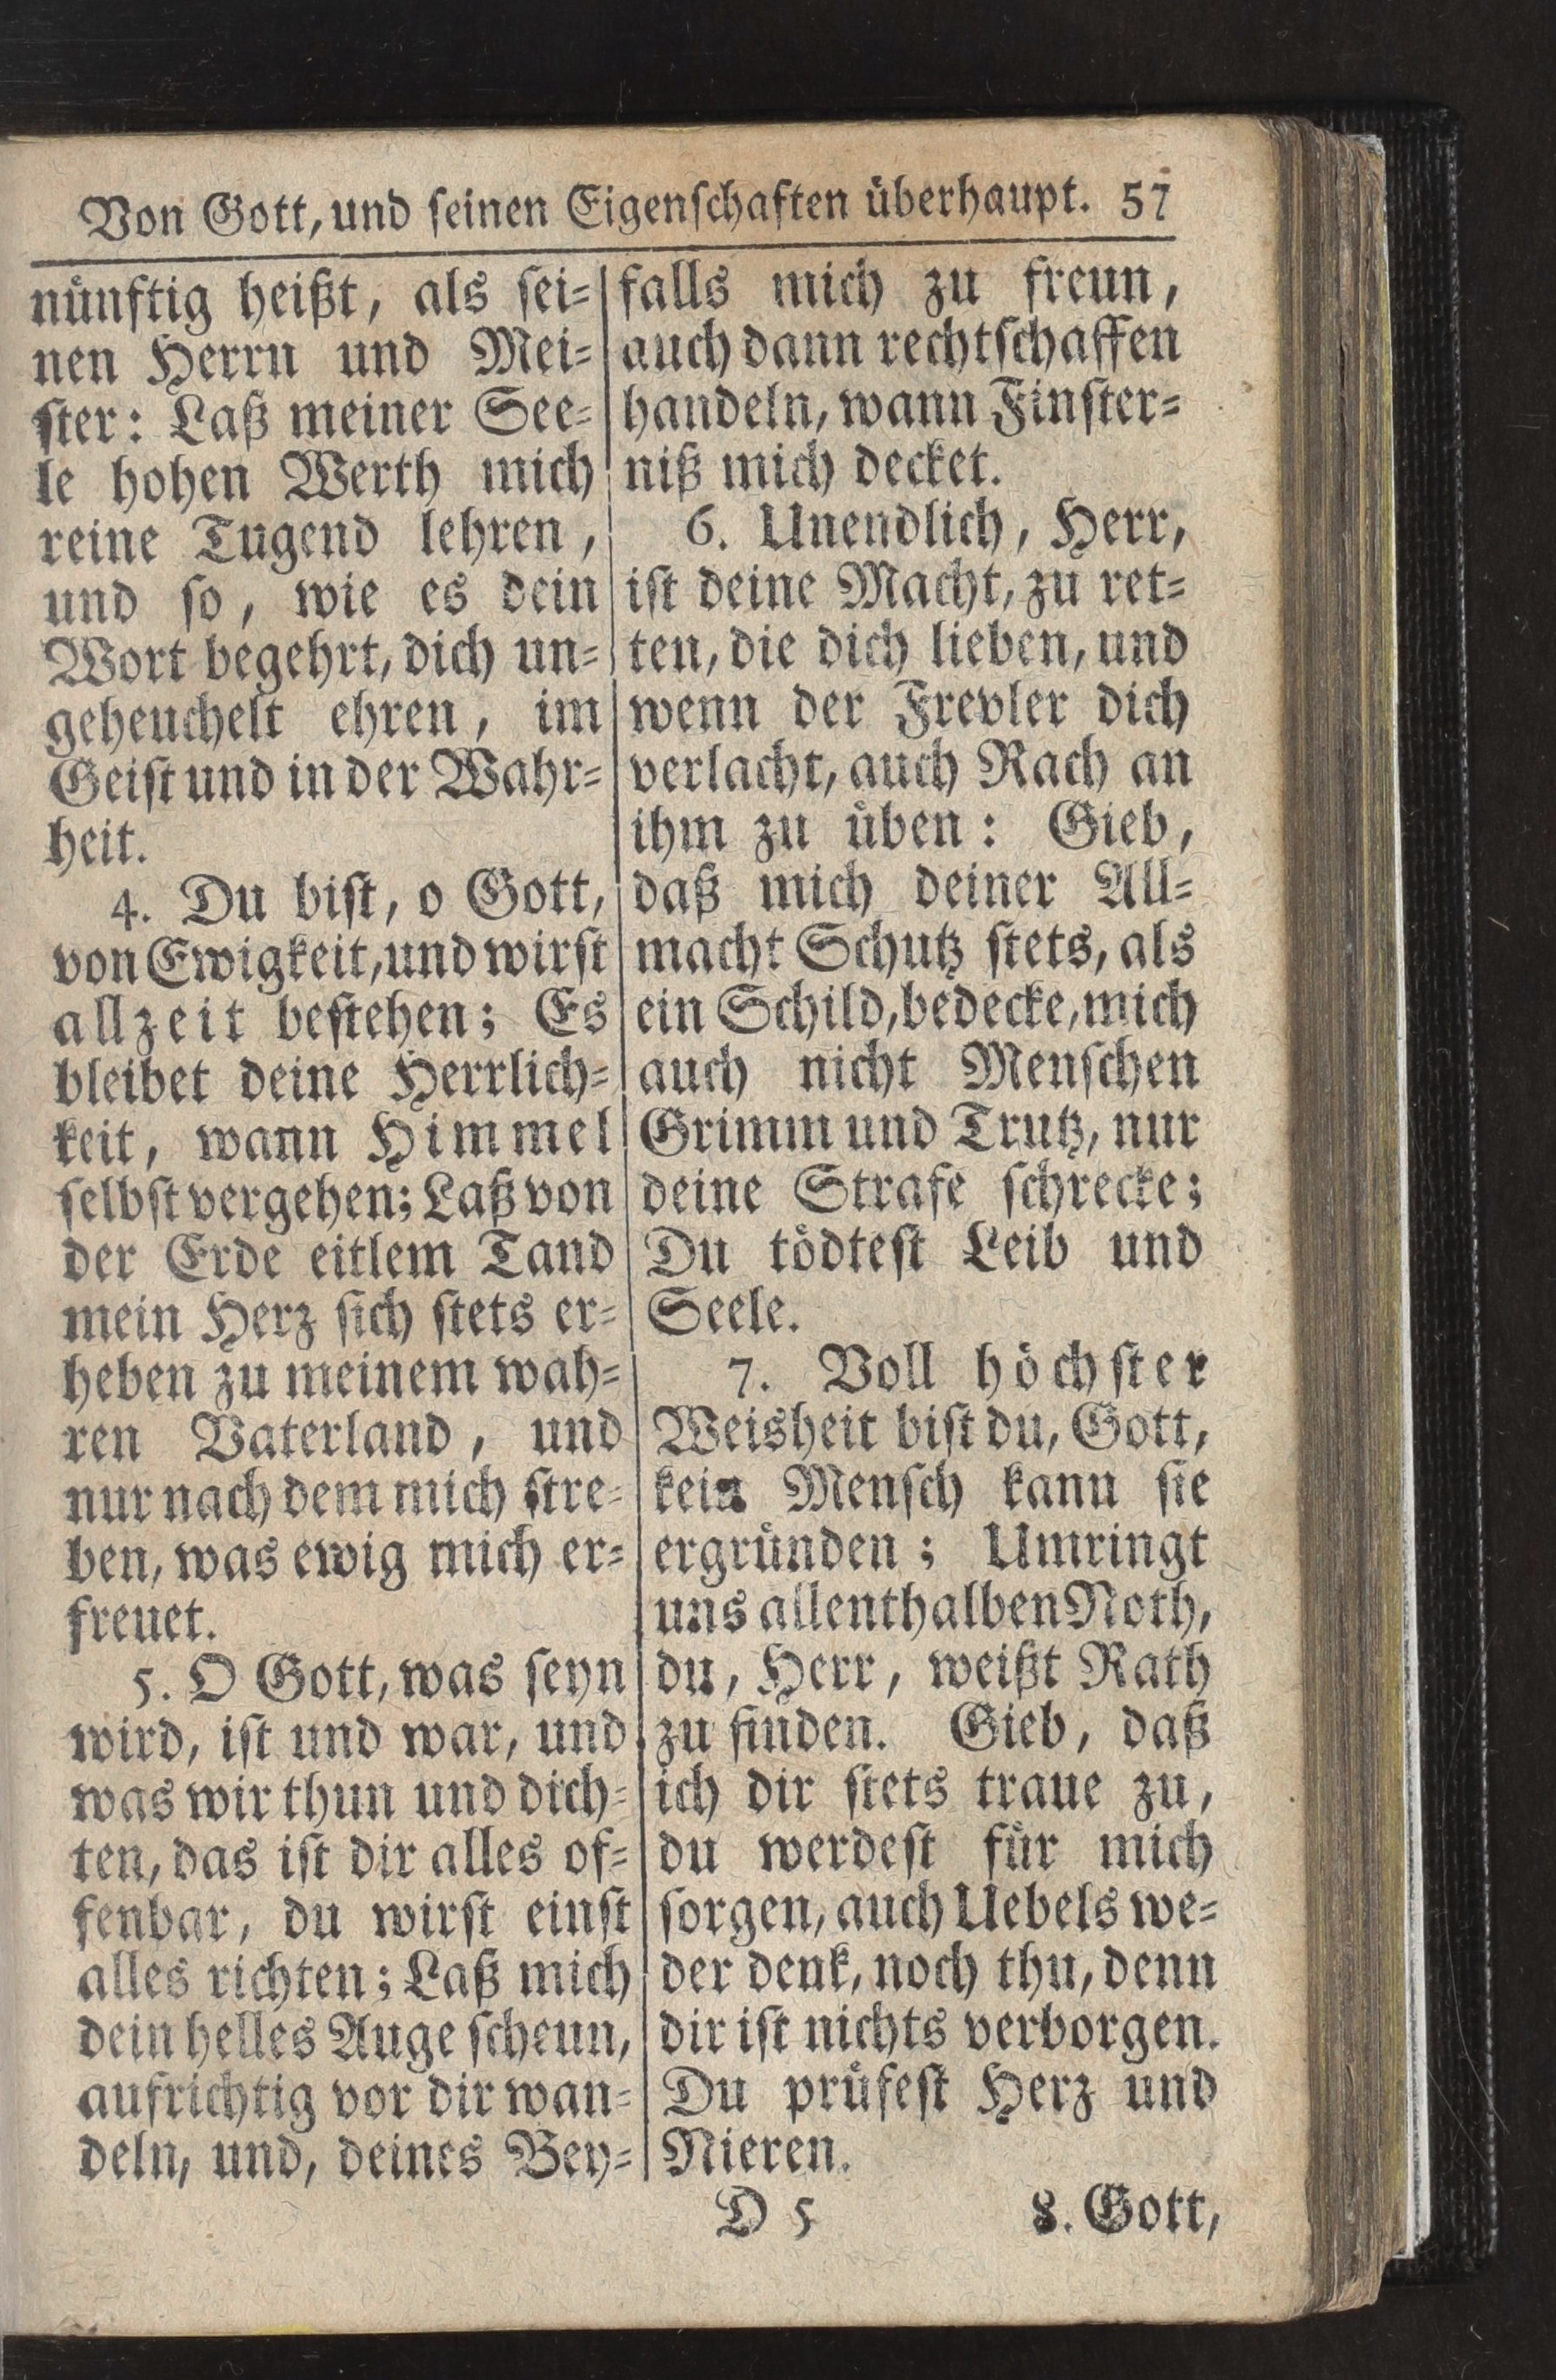 Von Gott, und seinen Eigenschaften überhaupt. 57
nünftig heißt, als sei-
nen Herrn und Mei-
ster: Laß meiner See-
le hohen Werth mich
reine Tugend lehren,
und so, wie es dein
Wort begehrt, dich un-
geheuchelt ehren, im
Geist und in der Wahr-
heit.
4. Du bist, o Gott,
von Ewigkeit, und wirst
allzeit bestehen; Es
bleibet deine Herrlich-
keit, wann Himmel
selbst vergehen; Laß von
der Erde eitlem Tand
mein Herz sich stets er-
heben zu meinem wah-
ren Vaterland, und
nur nach dem mich stre-
ben, was ewig mich er-
freuet.
5. O Gott, was seyn
wird, ist und war, und
was wir thun und dich-
ten, das ist dir alles of-
fenbar, du wirst einst
alles richten; Laß mich
dein helles Auge scheun,
aufrichtig vor dir wan-
deln, und, deines Bey-
falls mich zu freun,
auch dann rechtschaffen
handeln, wann Finster-
niß mich decket.
6. Unendlich, Herr,
ist deine Macht, zu ret-
ten, die dich lieben, und
wenn der Frevler dich
verlacht, auch Rach an
ihm zu üben: Gieb,
daß mich deiner All-
macht Schutz stets, als
ein Schild, bedecke, mich
auch nicht Menschen
Grimm und Trutz, nur
deine Strafe schrecke;
Du tödtest Leib und
Seele.
7. Voll höchster
Weisheit bist du, Gott,
kein Mensch kann sie
ergründen; Umringt
uns allenthalben Noth,
du, Herr, weißt Rath
zu finden. Gieb, daß
ich dir stets traue zu,
du werdest für mich
sorgen, auch Uebels we-
der denk, noch thu, denn
dir ist nichts verborgen.
Du prüfest Herz und
Nieren.
D 5 8. Gott,